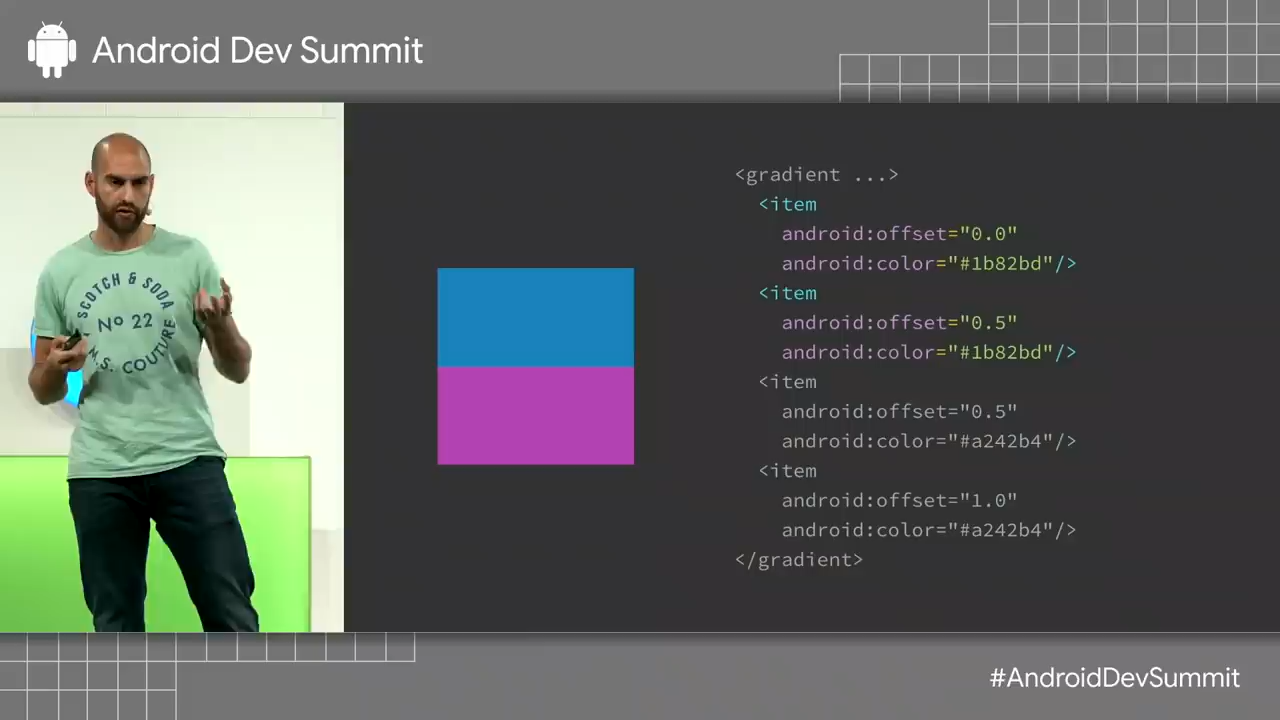 Android Dev Summit
SCOTCH & SODA
No 22
M.S. COUTURE
<gradient ...>
<item
android:offset="0.0"
android:color="#1b82bd"/>
<item
android:offset="0.5"
android:color="#1b82bd"/>
<item
android:offset="0.5"
android:color="#a242b4"/>
<item
android:offset="1.0"
android:color="#a242b4"/>
</gradient>
#AndroidDevSummit